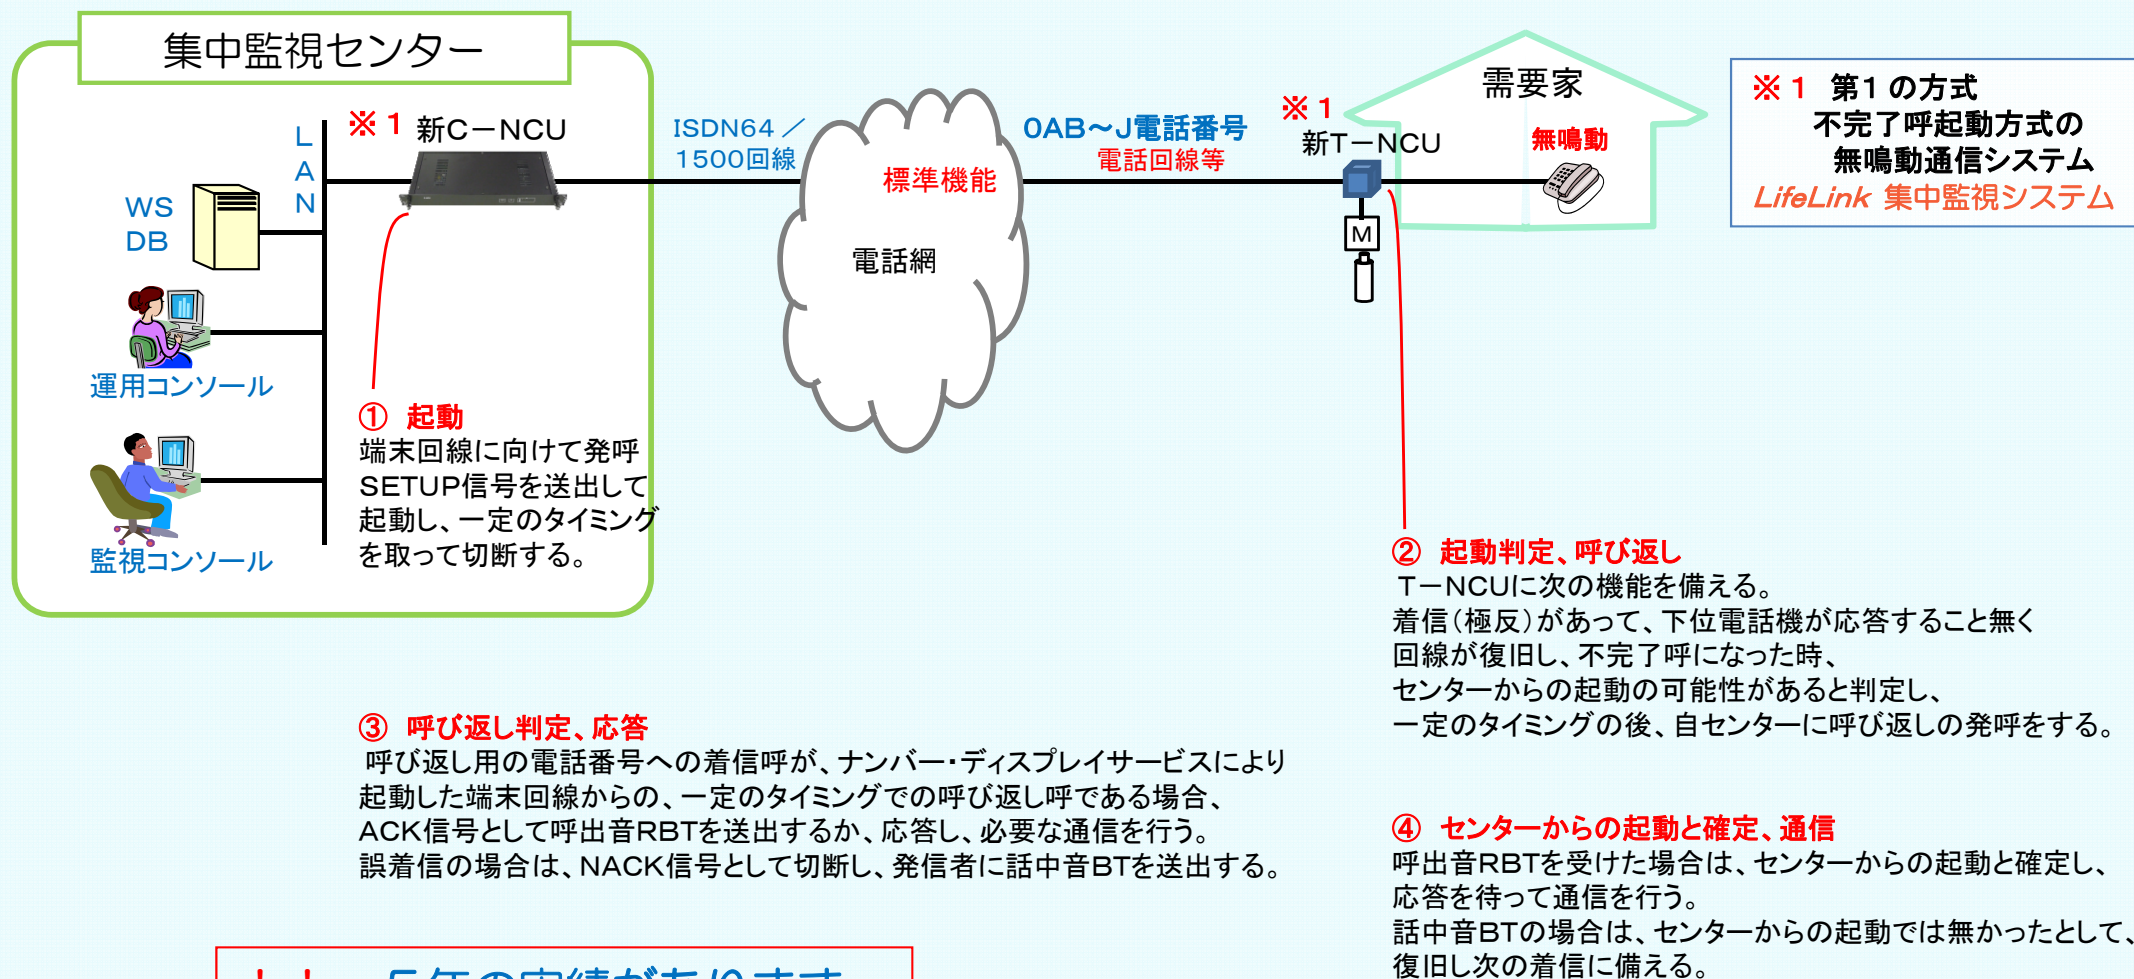 集中監視センター
※1 新C－NCU
LAN
WS
DB
運用コンソール
監視コンソール
① 起動
端末回線に向けて発呼
SETUP信号を送出して
起動し、一定のタイミング
を取って切断する。
ISDN64／
1500回線
標準機能
電話網
0AB～J電話番号
電話回線等
※1
新T－NCU
需要家
無鳴動
M
※1 第1の方式
不完了呼起動方式の
無鳴動通信システム
LifeLink 集中監視システム
② 起動判定、呼び返し
T－NCUに次の機能を備える。
着信（極反）があって、下位電話機が応答すること無く
回線が復旧し、不完了呼になった時、
センターからの起動の可能性があると判定し、
一定のタイミングの後、自センターに呼び返しの発呼をする。
③ 呼び返し判定、応答
呼び返し用の電話番号への着信呼が、ナンバー・ディスプレイサービスにより
起動した端末回線からの、一定のタイミングでの呼び返し呼である場合、
ACK信号として呼出音RBTを送出するか、応答し、必要な通信を行う。
誤着信の場合は、NACK信号として切断し、発信者に話中音BTを送出する。
④ センターからの起動と確定、通信
呼出音RBTを受けた場合は、センターからの起動と確定し、
応答を待って通信を行う。
話中音BTの場合は、センターからの起動では無かったとして、
復旧し次の着信に備える。
5年の実績があります